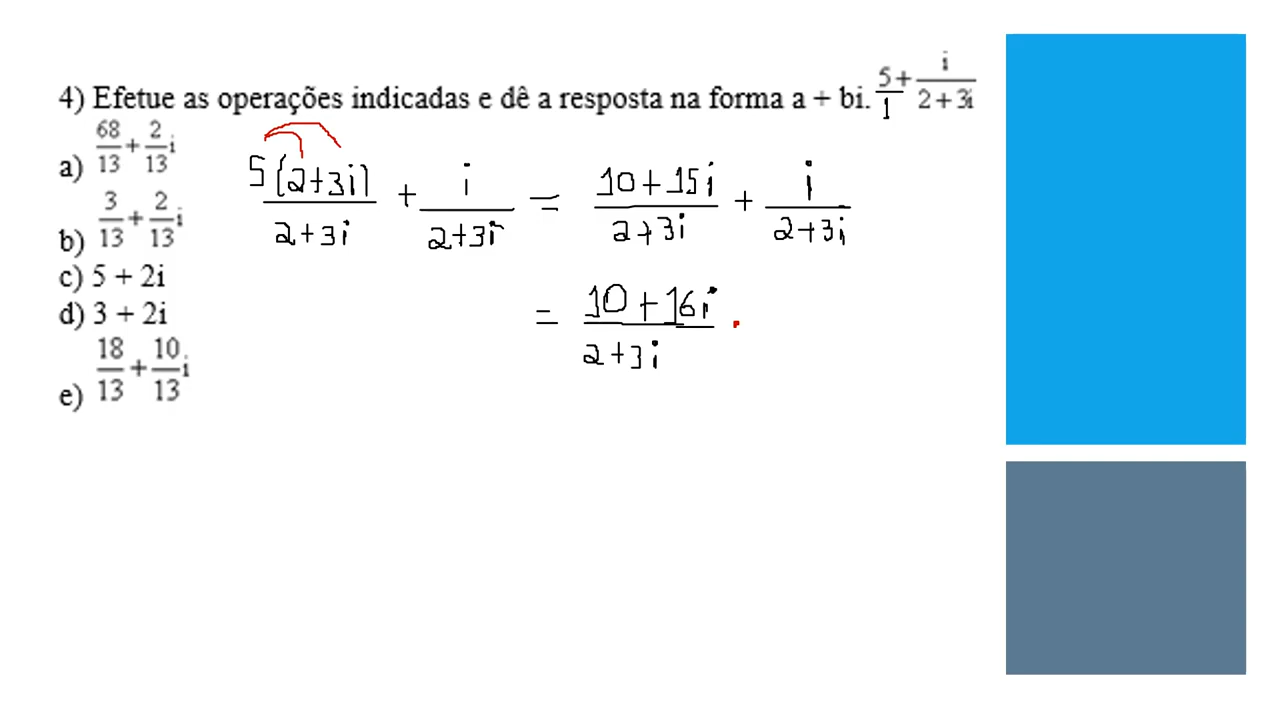 4) Efetue as operações indicadas e dê a resposta na forma a + bi. 5/1 + i/(2 + 3i)
a) 68/13 + 2/13 i
b) 3/13 + 2/13 i
c) 5 + 2i
d) 3 + 2i
e) 18/13 + 10/13 i
5(2+3i)/(2+3i) + i/(2+3i) = (10+15i)/(2+3i) + i/(2+3i)
= (10+16i)/(2+3i) .